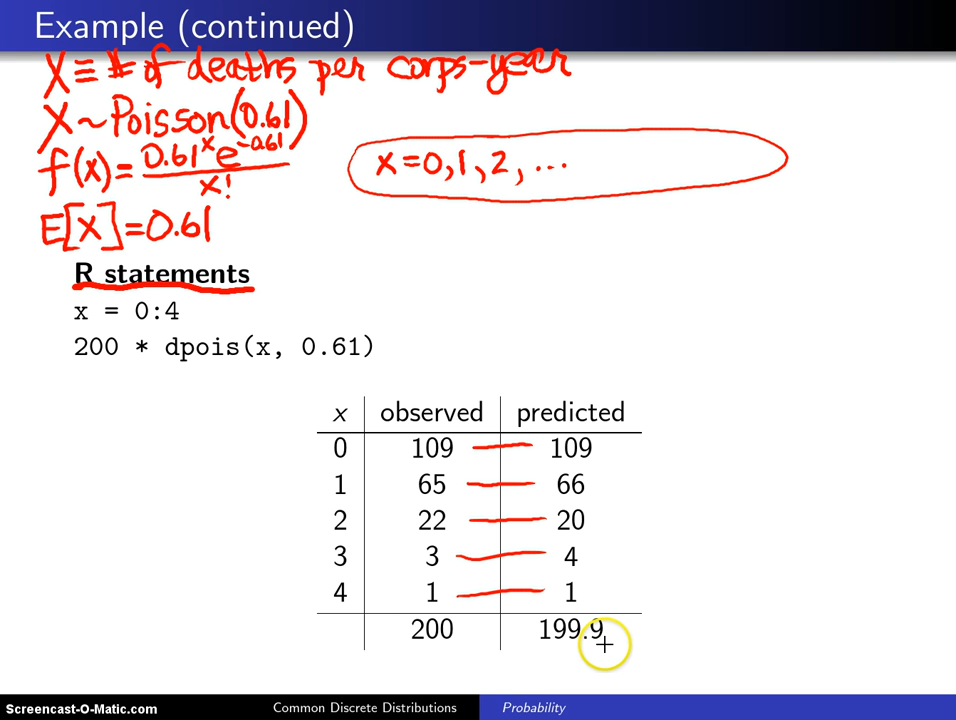 Example (continued)
X ≡ # of deaths per corps-year
X ~ Poisson(0.61)
f(x) = 0.61^x e^-0.61 / x!
x = 0, 1, 2, ...
E[X] = 0.61
R statements
x = 0:4
200 * dpois(x, 0.61)
x observed predicted
0 109 109
1 65 66
2 22 20
3 3 4
4 1 1
200 199.9
Screencast-O-Matic.com Common Discrete Distributions Probability